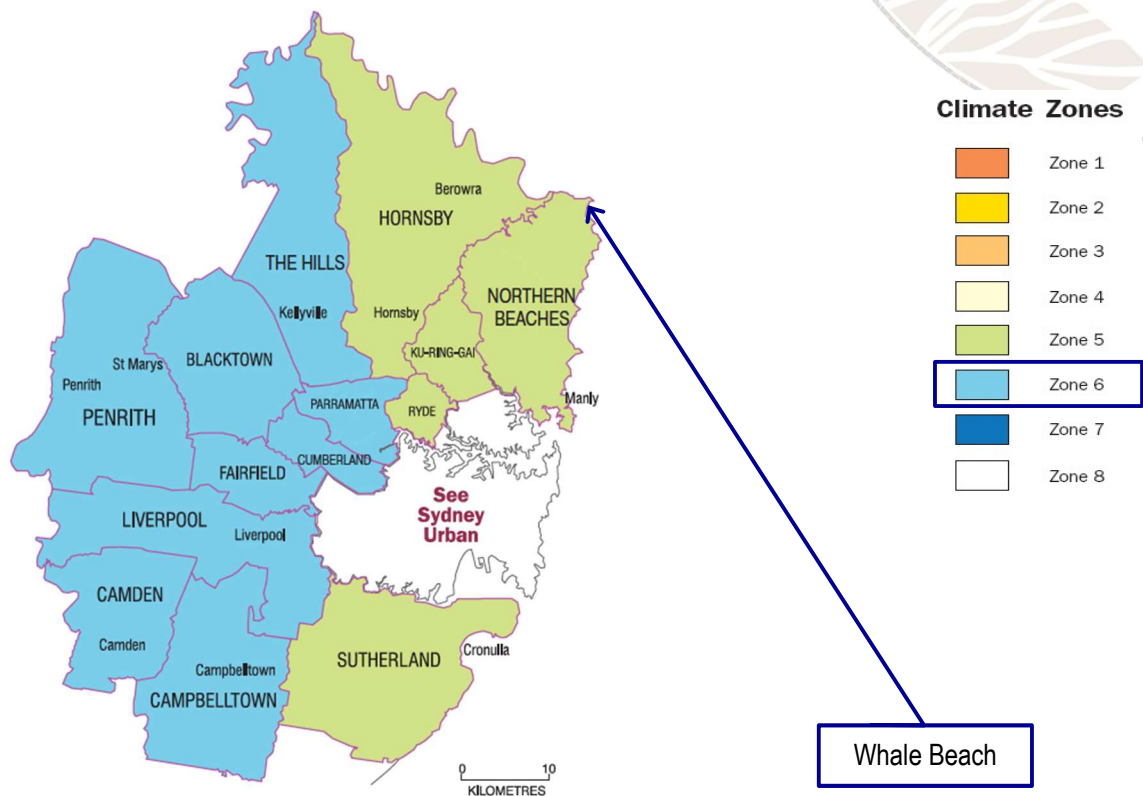 Climate Zones
Zone 1
Zone 2
Zone 3
Zone 4
Zone 5
Zone 6
Zone 7
Zone 8
Berowra
HORNSBY
THE HILLS
NORTHERN
BEACHES
Kellyville
Hornsby
KU-RING-GAI
St Marys
BLACKTOWN
Penrith
PENRITH
PARRAMATTA
RYDE
Manly
CUMBERLAND
FAIRFIELD
See
Sydney
Urban
LIVERPOOL
Liverpool
CAMDEN
Camden
Campbelltown
CAMPBELLTOWN
SUTHERLAND
Cronulla
0 10
KILOMETRES
Whale Beach